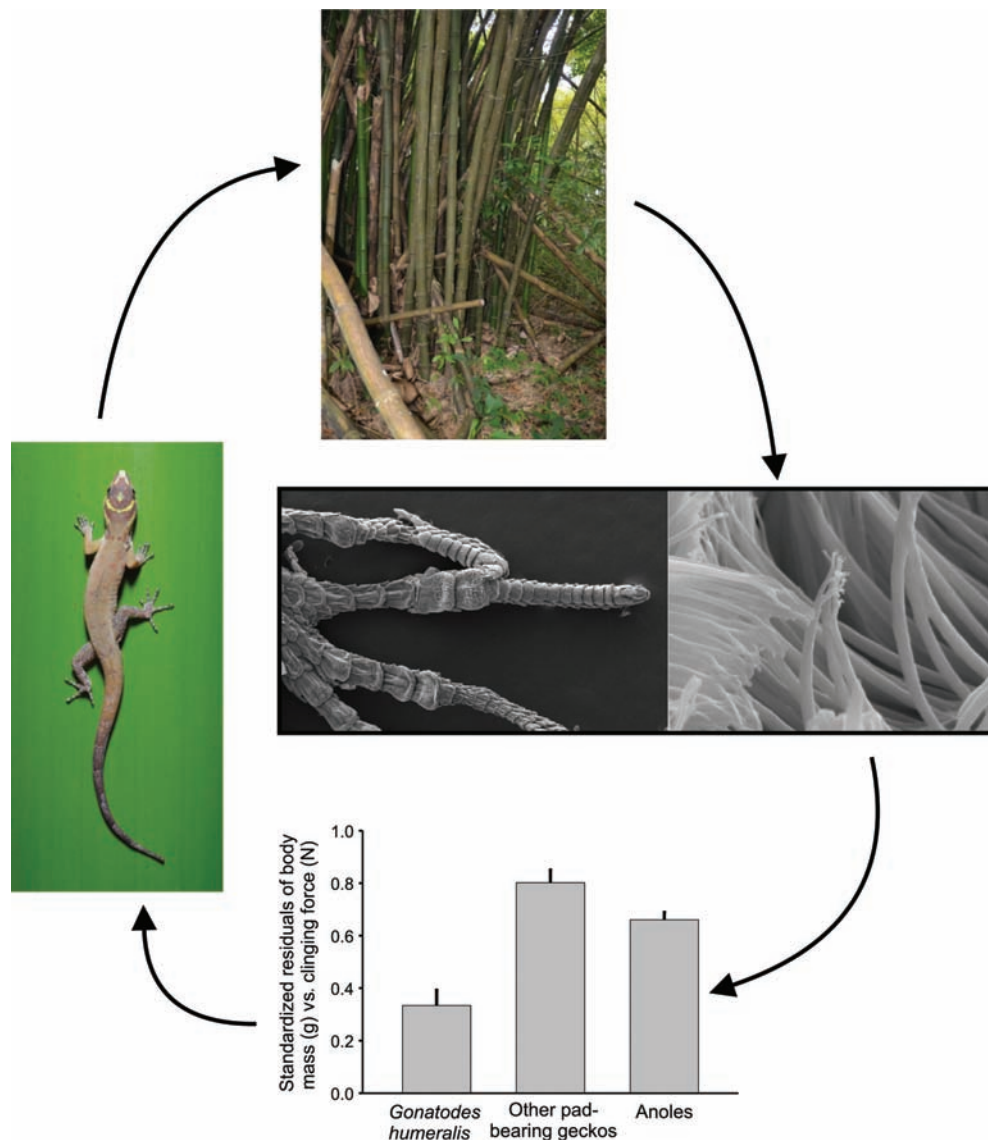 Standardized residuals of body
mass (g) vs. clinging force (N)
1.0
0.8
0.6
0.4
0.2
0.0
Gonatodes
humeralis
Other pad-
bearing geckos
Anoles